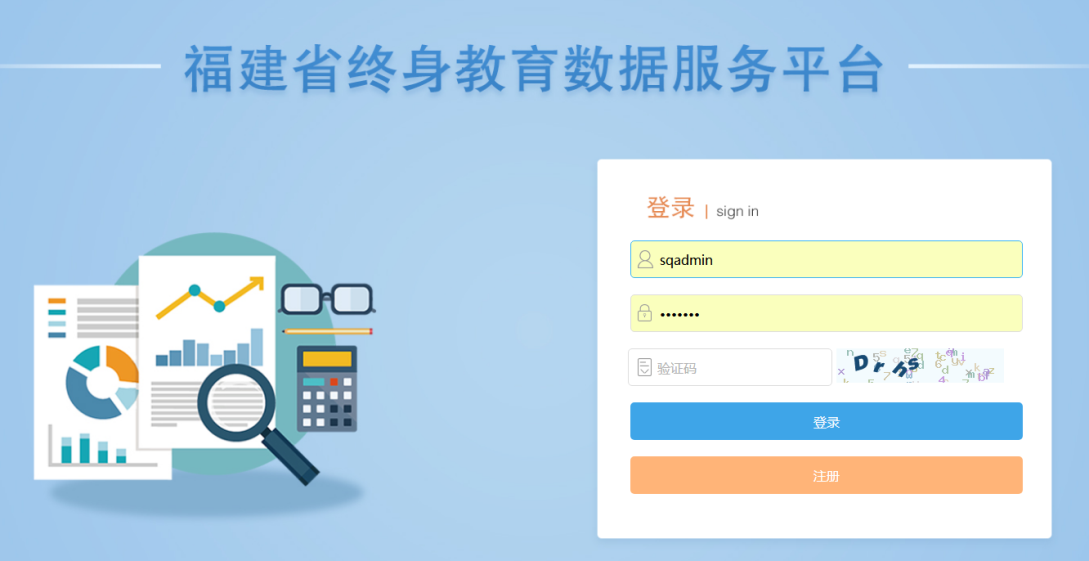 福建省终身教育数据服务平台
登录 | sign in
sqadmin
•••••••
验证码
登录
注册